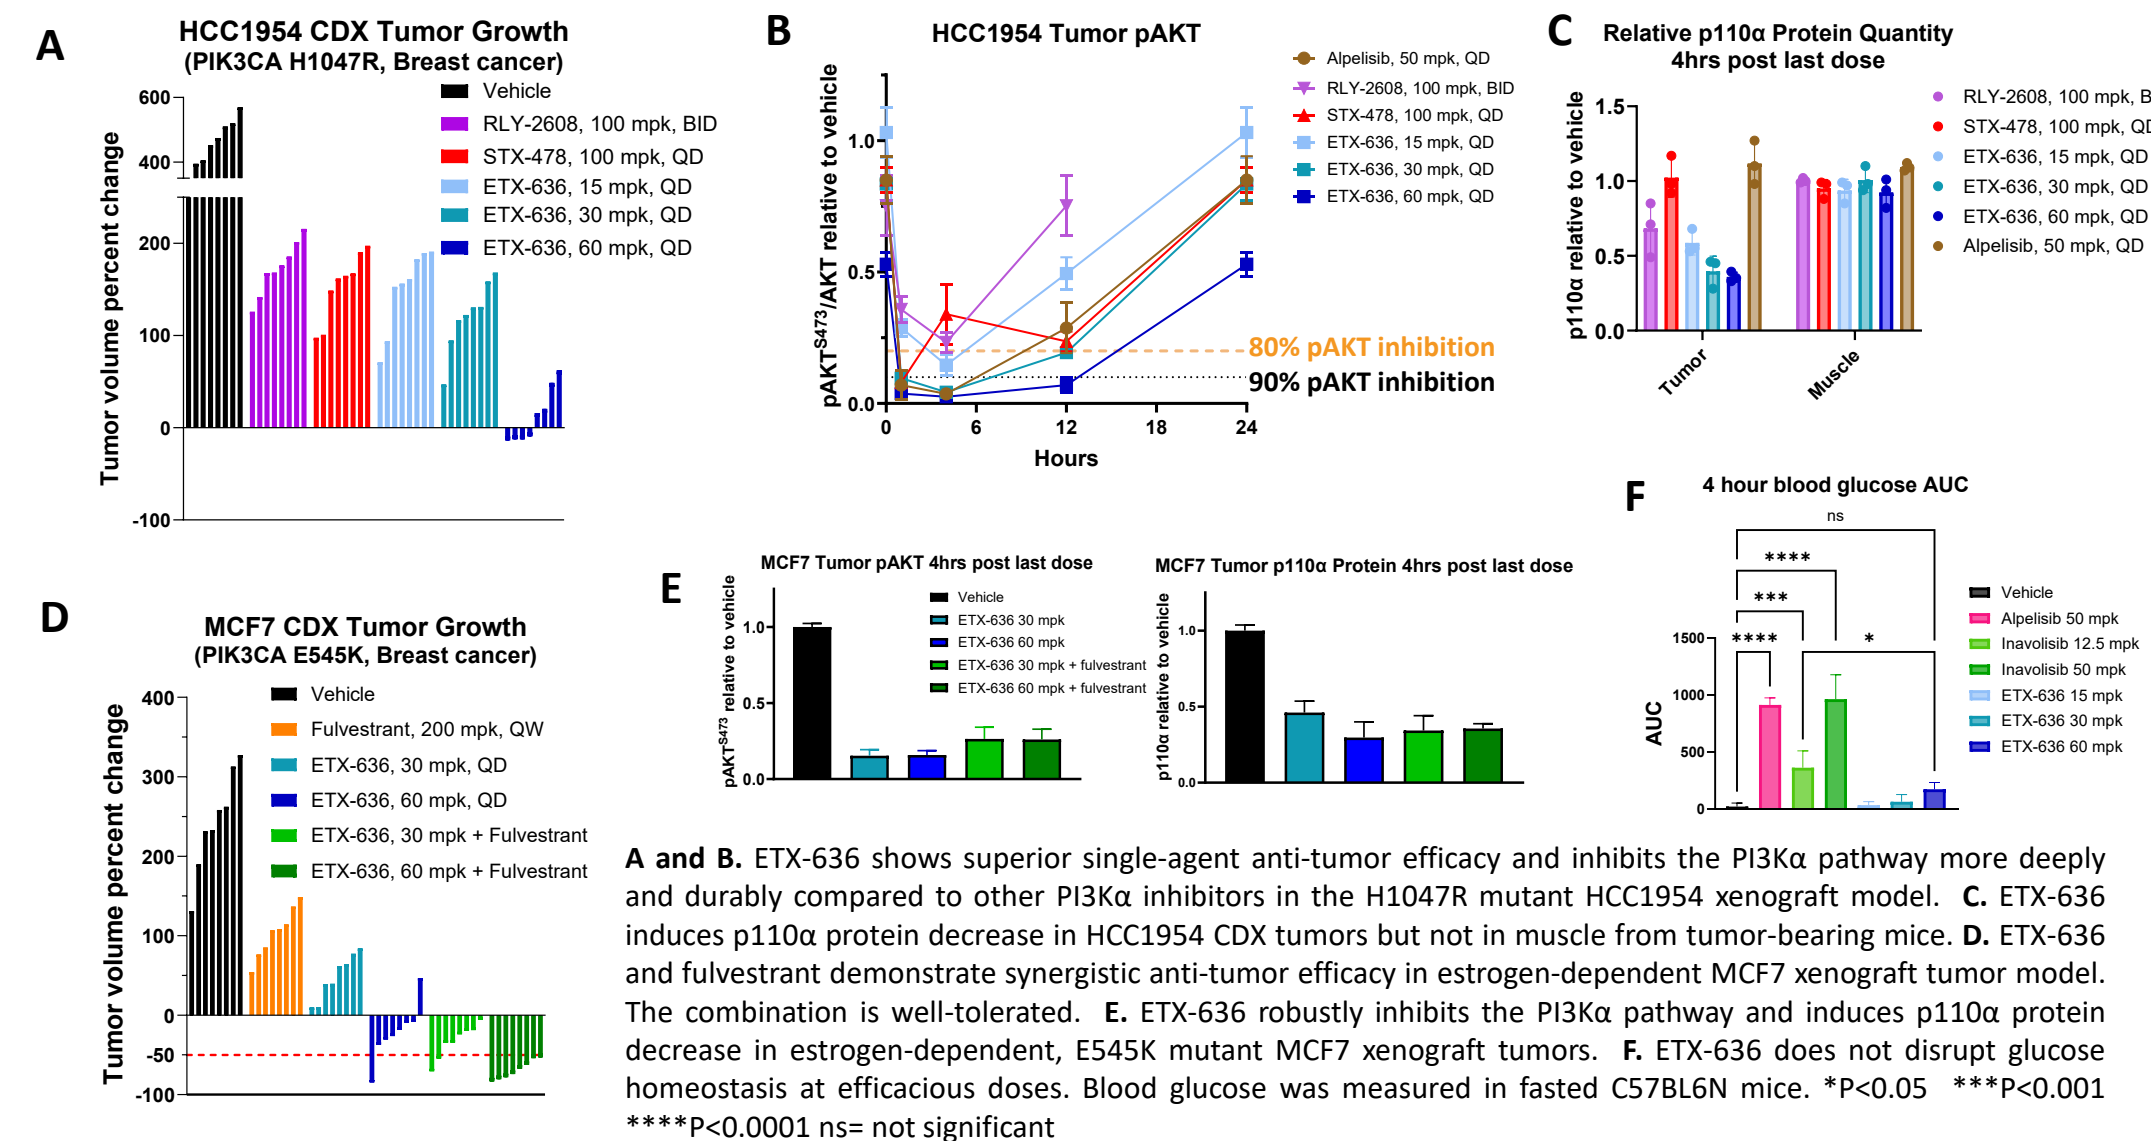 A
HCC1954 CDX Tumor Growth
(PIK3CA H1047R, Breast cancer)
Vehicle
RLY-2608, 100 mpk, BID
STX-478, 100 mpk, QD
ETX-636, 15 mpk, QD
ETX-636, 30 mpk, QD
ETX-636, 60 mpk, QD
Tumor volume percent change
600
400
200
100
0
-100
B
HCC1954 Tumor pAKT
Alpelisib, 50 mpk, QD
RLY-2608, 100 mpk, BID
STX-478, 100 mpk, QD
ETX-636, 15 mpk, QD
ETX-636, 30 mpk, QD
ETX-636, 60 mpk, QD
pAKTS473/AKT relative to vehicle
1.0
0.5
0.0
80% pAKT inhibition
90% pAKT inhibition
0 6 12 18 24
Hours
C
Relative p110α Protein Quantity
4hrs post last dose
RLY-2608, 100 mpk, B
STX-478, 100 mpk, QD
ETX-636, 15 mpk, QD
ETX-636, 30 mpk, QD
ETX-636, 60 mpk, QD
Alpelisib, 50 mpk, QD
p110α relative to vehicle
1.5
1.0
0.5
0.0
Tumor
Muscle
D
MCF7 CDX Tumor Growth
(PIK3CA E545K, Breast cancer)
Vehicle
Fulvestrant, 200 mpk, QW
ETX-636, 30 mpk, QD
ETX-636, 60 mpk, QD
ETX-636, 30 mpk + Fulvestrant
ETX-636, 60 mpk + Fulvestrant
Tumor volume percent change
400
300
200
100
0
-50
-100
E
MCF7 Tumor pAKT 4hrs post last dose
Vehicle
ETX-636 30 mpk
ETX-636 60 mpk
ETX-636 30 mpk + fulvestrant
ETX-636 60 mpk + fulvestrant
pAKTS473 relative to vehicle
1.0
0.5
0.0
MCF7 Tumor p110α Protein 4hrs post last dose
p110α relative to vehicle
1.0
0.5
0.0
F
4 hour blood glucose AUC
ns
****
***
****
*
Vehicle
Alpelisib 50 mpk
Inavolisib 12.5 mpk
Inavolisib 50 mpk
ETX-636 15 mpk
ETX-636 30 mpk
ETX-636 60 mpk
AUC
1500
1000
500
0
A and B. ETX-636 shows superior single-agent anti-tumor efficacy and inhibits the PI3Kα pathway more deeply
and durably compared to other PI3Kα inhibitors in the H1047R mutant HCC1954 xenograft model. C. ETX-636
induces p110α protein decrease in HCC1954 CDX tumors but not in muscle from tumor-bearing mice. D. ETX-636
and fulvestrant demonstrate synergistic anti-tumor efficacy in estrogen-dependent MCF7 xenograft tumor model.
The combination is well-tolerated. E. ETX-636 robustly inhibits the PI3Kα pathway and induces p110α protein
decrease in estrogen-dependent, E545K mutant MCF7 xenograft tumors. F. ETX-636 does not disrupt glucose
homeostasis at efficacious doses. Blood glucose was measured in fasted C57BL6N mice. *P<0.05 ***P<0.001
****P<0.0001 ns= not significant